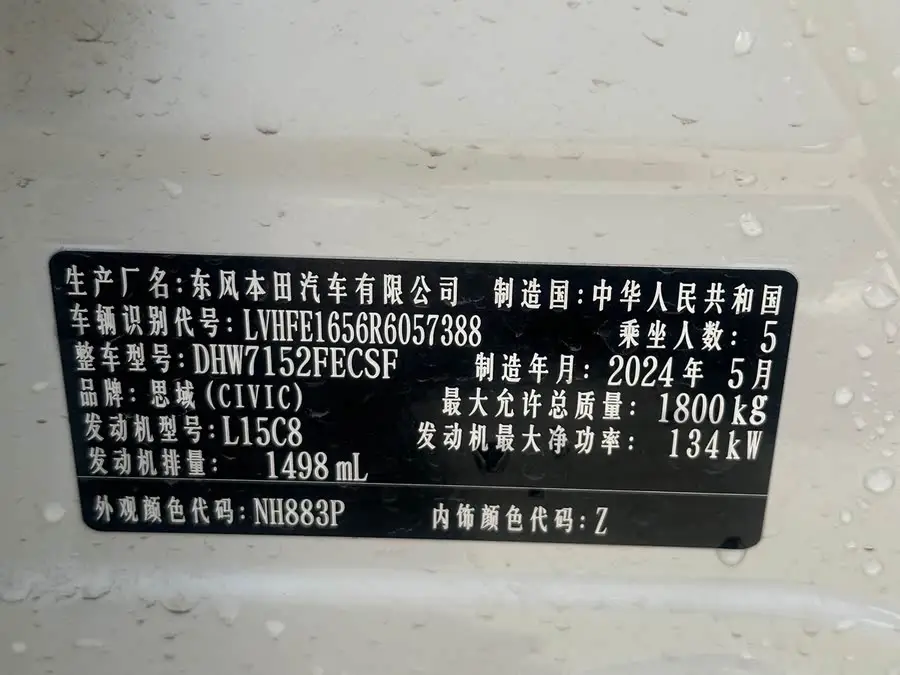 生产厂名:东风本田汽车有限公司 制造国:中华人民共和国
车辆识别代号:LVHFE1656R6057388 乘坐人数:5
整车型号:DHW7152FECSF 制造年月:2024年5月
品牌:思域(CIVIC) 最大允许总质量:1800kg
发动机型号:L15C8 发动机最大净功率:134kW
发动机排量:1498mL
外观颜色代码:NH883P 内饰颜色代码:Z